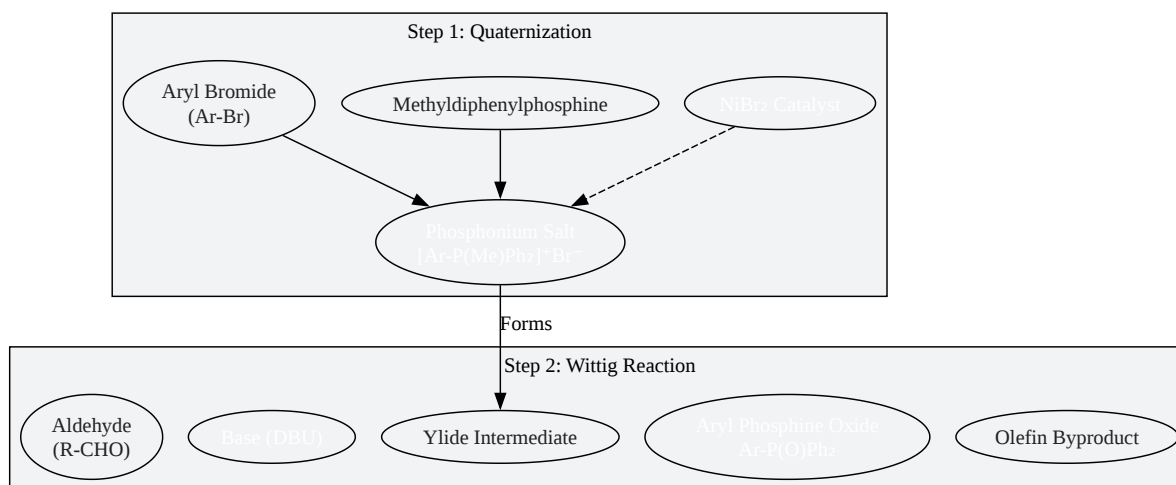 Step 1: Quaternization
Aryl Bromide
(Ar-Br)
Methyldiphenylphosphine
NiBr₂ Catalyst
Phosphonium Salt
[Ar-P(Me)Ph₂]⁺Br⁻
Forms
Step 2: Wittig Reaction
Aldehyde
(R-CHO)
Base (DBU)
Ylide Intermediate
Aryl Phosphine Oxide
Ar-P(O)Ph₂
Olefin Byproduct